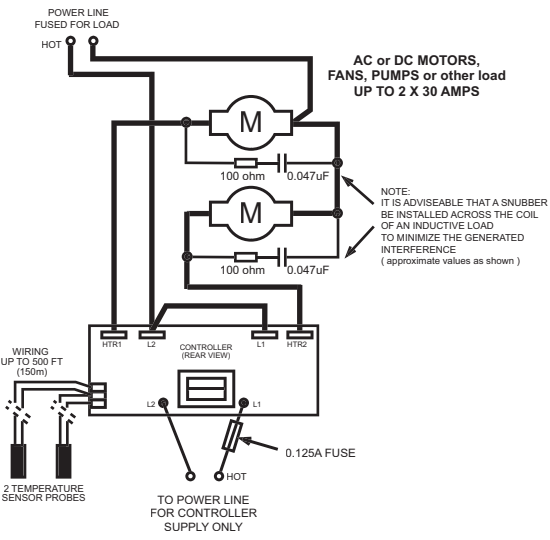 POWER LINE
FUSED FOR LOAD
HOT
AC or DC MOTORS,
FANS, PUMPS or other load
UP TO 2 X 30 AMPS
M
100 ohm
0.047uF
M
100 ohm
0.047uF
NOTE:
IT IS ADVISEABLE THAT A SNUBBER
BE INSTALLED ACROSS THE COIL
OF AN INDUCTIVE LOAD
TO MINIMIZE THE GENERATED
INTERFERENCE
( approximate values as shown )
HTR1
L2
L1
HTR2
CONTROLLER
(REAR VIEW)
WIRING
UP TO 500 FT
(150m)
L2
L1
0.125A FUSE
HOT
2 TEMPERATURE
SENSOR PROBES
TO POWER LINE
FOR CONTROLLER
SUPPLY ONLY